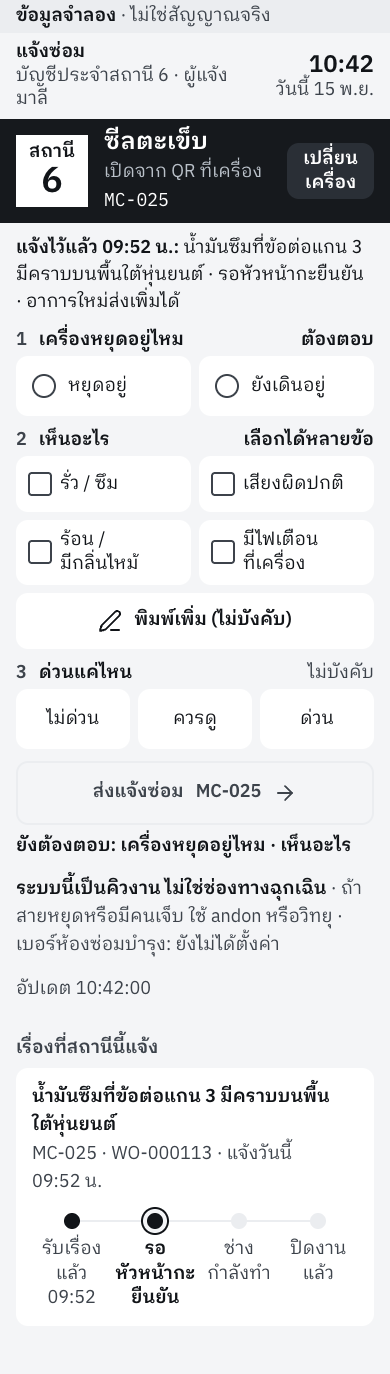 ข้อมูลจำลอง · ไม่ใช่สัญญาณจริง
แจ้งซ่อม
บัญชีประจำสถานี 6 · ผู้แจ้ง
มาลี
10:42
วันนี้ 15 พ.ย.
สถานี
6
ซีลตะเข็บ
เปิดจาก QR ที่เครื่อง
MC-025
เปลี่ยน
เครื่อง
แจ้งไว้แล้ว 09:52 น.: น้ำมันซึมที่ข้อต่อแกน 3
มีคราบบนพื้นใต้หุ่นยนต์ · รอหัวหน้ากะยืนยัน
· อาการใหม่ส่งเพิ่มได้
1 เครื่องหยุดอยู่ไหม ต้องตอบ
หยุดอยู่ ยังเดินอยู่
2 เห็นอะไร เลือกได้หลายข้อ
รั่ว / ซึม เสียงผิดปกติ
ร้อน /
มีกลิ่นไหม้
มีไฟเตือน
ที่เครื่อง
พิมพ์เพิ่ม (ไม่บังคับ)
3 ด่วนแค่ไหน ไม่บังคับ
ไม่ด่วน ควรดู ด่วน
ส่งแจ้งซ่อม MC-025 →
ยังต้องตอบ: เครื่องหยุดอยู่ไหม · เห็นอะไร
ระบบนี้เป็นคิวงาน ไม่ใช่ช่องทางฉุกเฉิน · ถ้า
สายหยุดหรือมีคนเจ็บ ใช้ andon หรือวิทยุ ·
เบอร์ห้องซ่อมบำรุง: ยังไม่ได้ตั้งค่า
อัปเดต 10:42:00
เรื่องที่สถานีนี้แจ้ง
น้ำมันซึมที่ข้อต่อแกน 3 มีคราบบนพื้น
ใต้หุ่นยนต์
MC-025 · WO-000113 · แจ้งวันนี้
09:52 น.
รับเรื่อง
แล้ว
09:52
รอ
หัวหน้ากะ
ยืนยัน
ช่าง
กำลังทำ
ปิดงาน
แล้ว